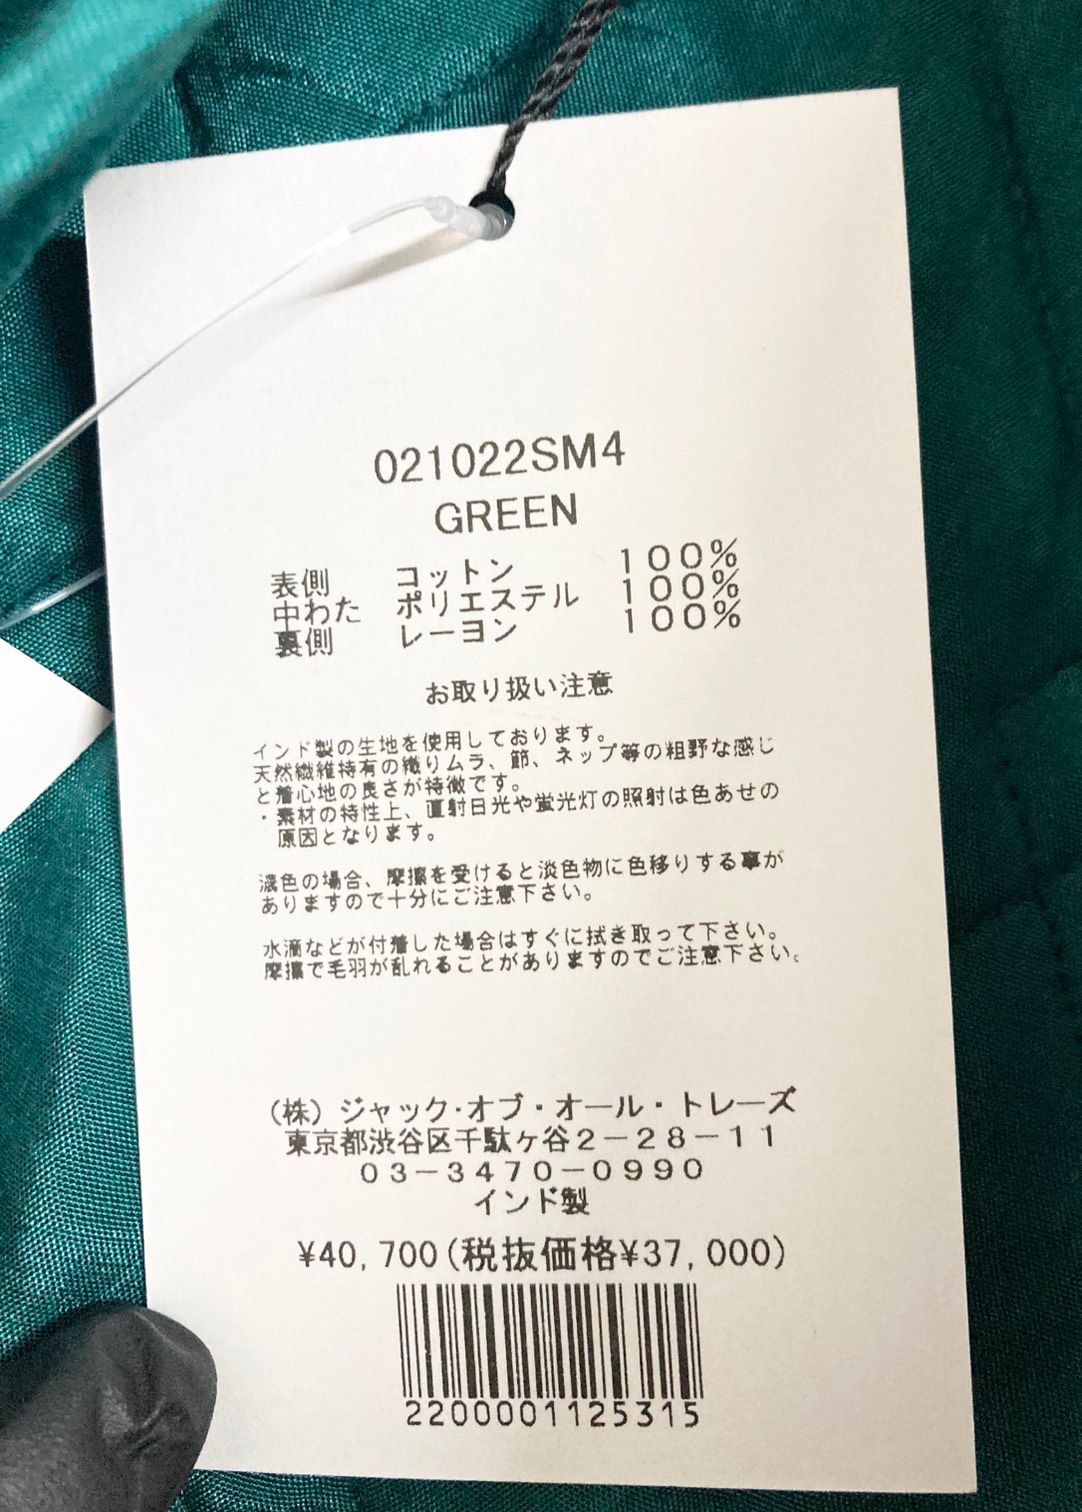 021022SM4
GREEN
表側 コットン 100%
中わた ポリエステル 100%
裏側 レーヨン 100%
お取り扱い注意
インド製の生地を使用しております。
天然繊維特有の織りムラ、節、ネップ等の粗野な感じ
と着心地の良さが特徴です。
・素材の特性上、直射日光や蛍光灯の照射は色あせの
原因となります。
濃色の場合、摩擦を受けると淡色物に色移りする事が
ありますので十分にご注意下さい。
水滴などが付着した場合はすぐに拭き取って下さい。
摩擦で毛羽が乱れることがありますのでご注意下さい。
(株)ジャック・オブ・オール・トレーズ
東京都渋谷区千駄ヶ谷2-28-11
03-3470-0990
インド製
¥40,700(税抜価格¥37,000)
2200001125315